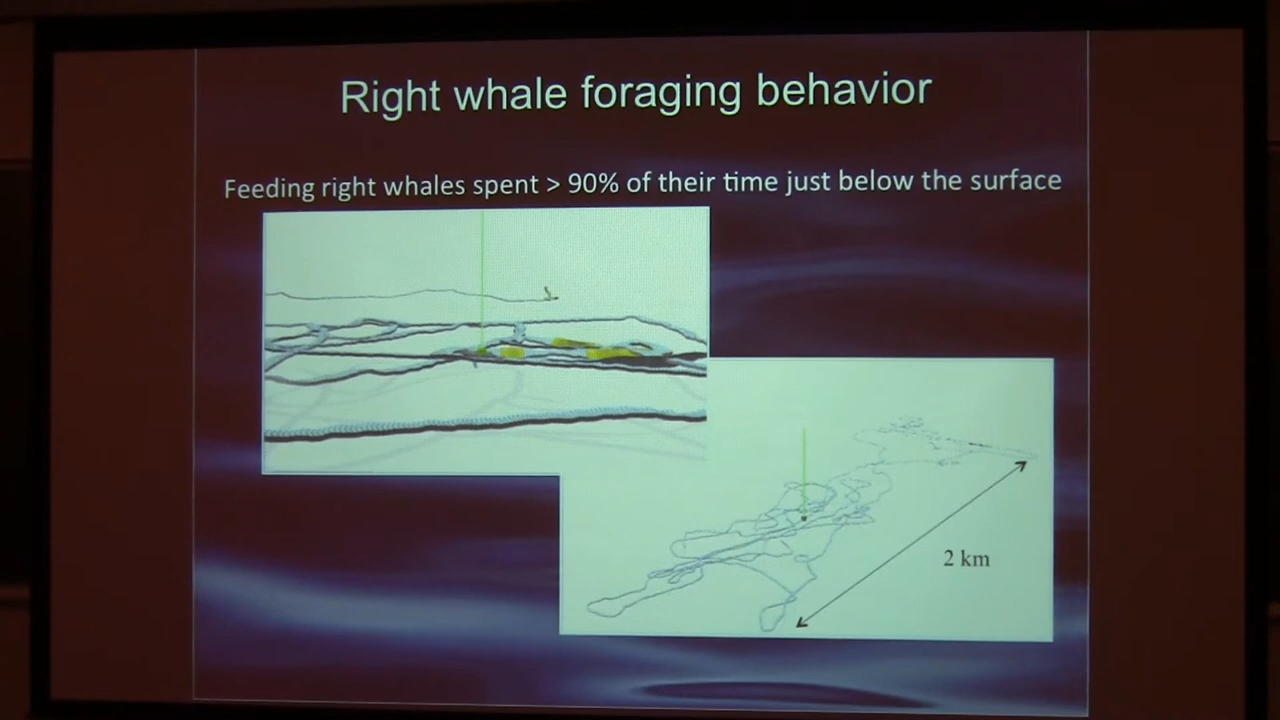 Right whale foraging behavior
Feeding right whales spent > 90% of their time just below the surface
2 km